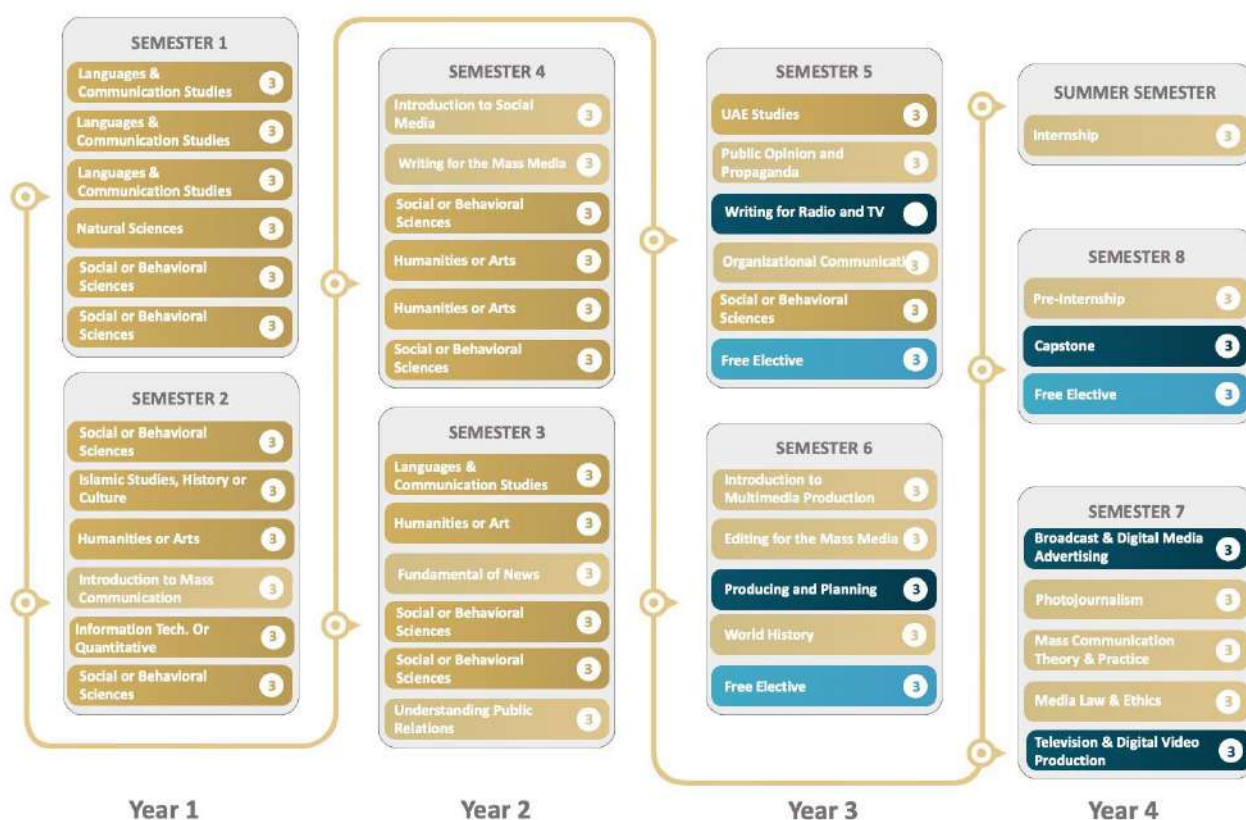 SEMESTER 1
Languages &
Communication Studies
3
Languages &
Communication Studies
3
Languages &
Communication Studies
3
Natural Sciences
3
Social or Behavioral
Sciences
3
Social or Behavioral
Sciences
3
SEMESTER 2
Social or Behavioral
Sciences
3
Islamic Studies, History or
Culture
3
Humanities or Arts
3
Introduction to Mass
Communication
3
Information Tech. Or
Quantitative
3
Social or Behavioral
Sciences
3
Year 1
SEMESTER 4
Introduction to Social
Media
3
Writing for the Mass Media
3
Social or Behavioral
Sciences
3
Humanities or Arts
3
Humanities or Arts
3
Social or Behavioral
Sciences
3
SEMESTER 3
Languages &
Communication Studies
3
Humanities or Art
3
Fundamental of News
3
Social or Behavioral
Sciences
3
Social or Behavioral
Sciences
3
Understanding Public
Relations
3
Year 2
SEMESTER 5
UAE Studies
3
Public Opinion and
Propaganda
3
Writing for Radio and TV
Organizational Communicati
3
Social or Behavioral
Sciences
3
Free Elective
3
SEMESTER 6
Introduction to
Multimedia Production
3
Editing for the Mass Media
3
Producing and Planning
3
World History
3
Free Elective
3
Year 3
SUMMER SEMESTER
Internship
3
SEMESTER 8
Pre-Internship
3
Capstone
3
Free Elective
3
SEMESTER 7
Broadcast & Digital Media
Advertising
3
Photojournalism
3
Mass Communication
Theory & Practice
3
Media Law & Ethics
3
Television & Digital Video
Production
3
Year 4